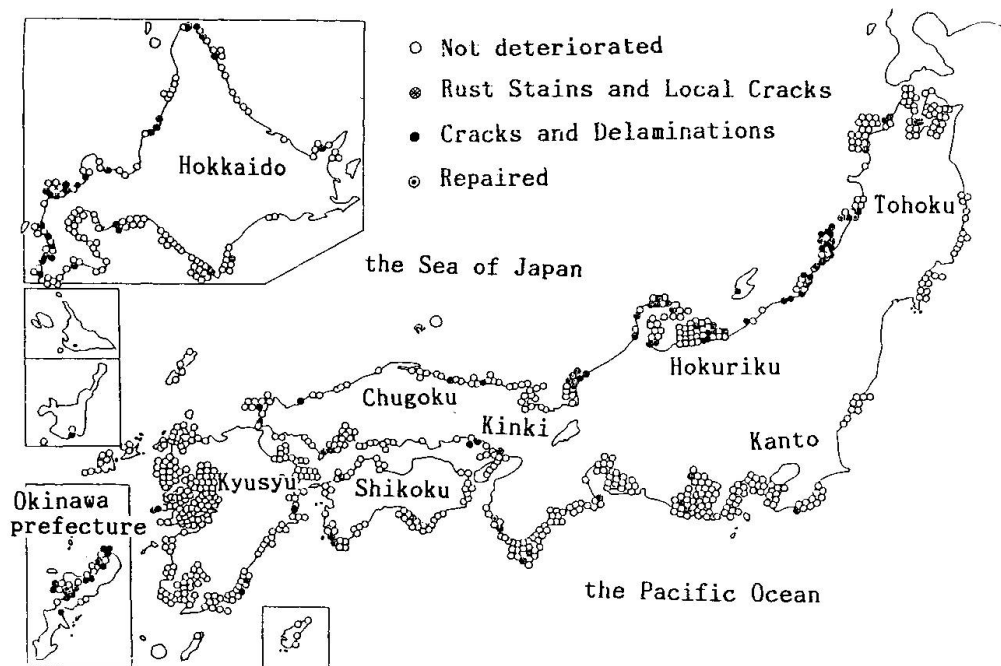 Not deteriorated
Rust Stains and Local Cracks
Cracks and Delaminations
Repaired
Hokkaido
Tohoku
the Sea of Japan
Hokuriku
Chugoku
Kinki
Kanto
Kyusyu
Shikoku
Okinawa
prefecture
the Pacific Ocean